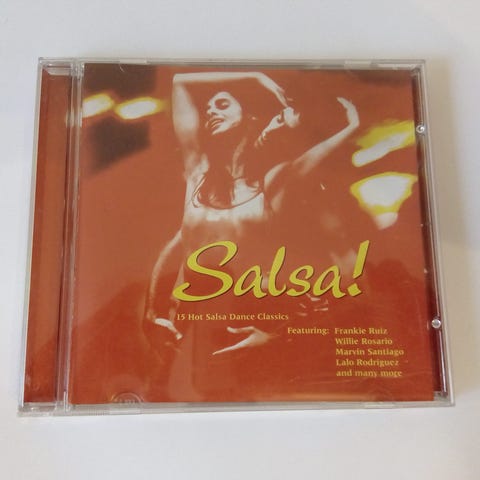 Salsa!
15 Hot Salsa Dance Classics
Featuring: Frankie Ruiz
Willie Rosario
Marvin Santiago
Lalo Rodriguez
and many more